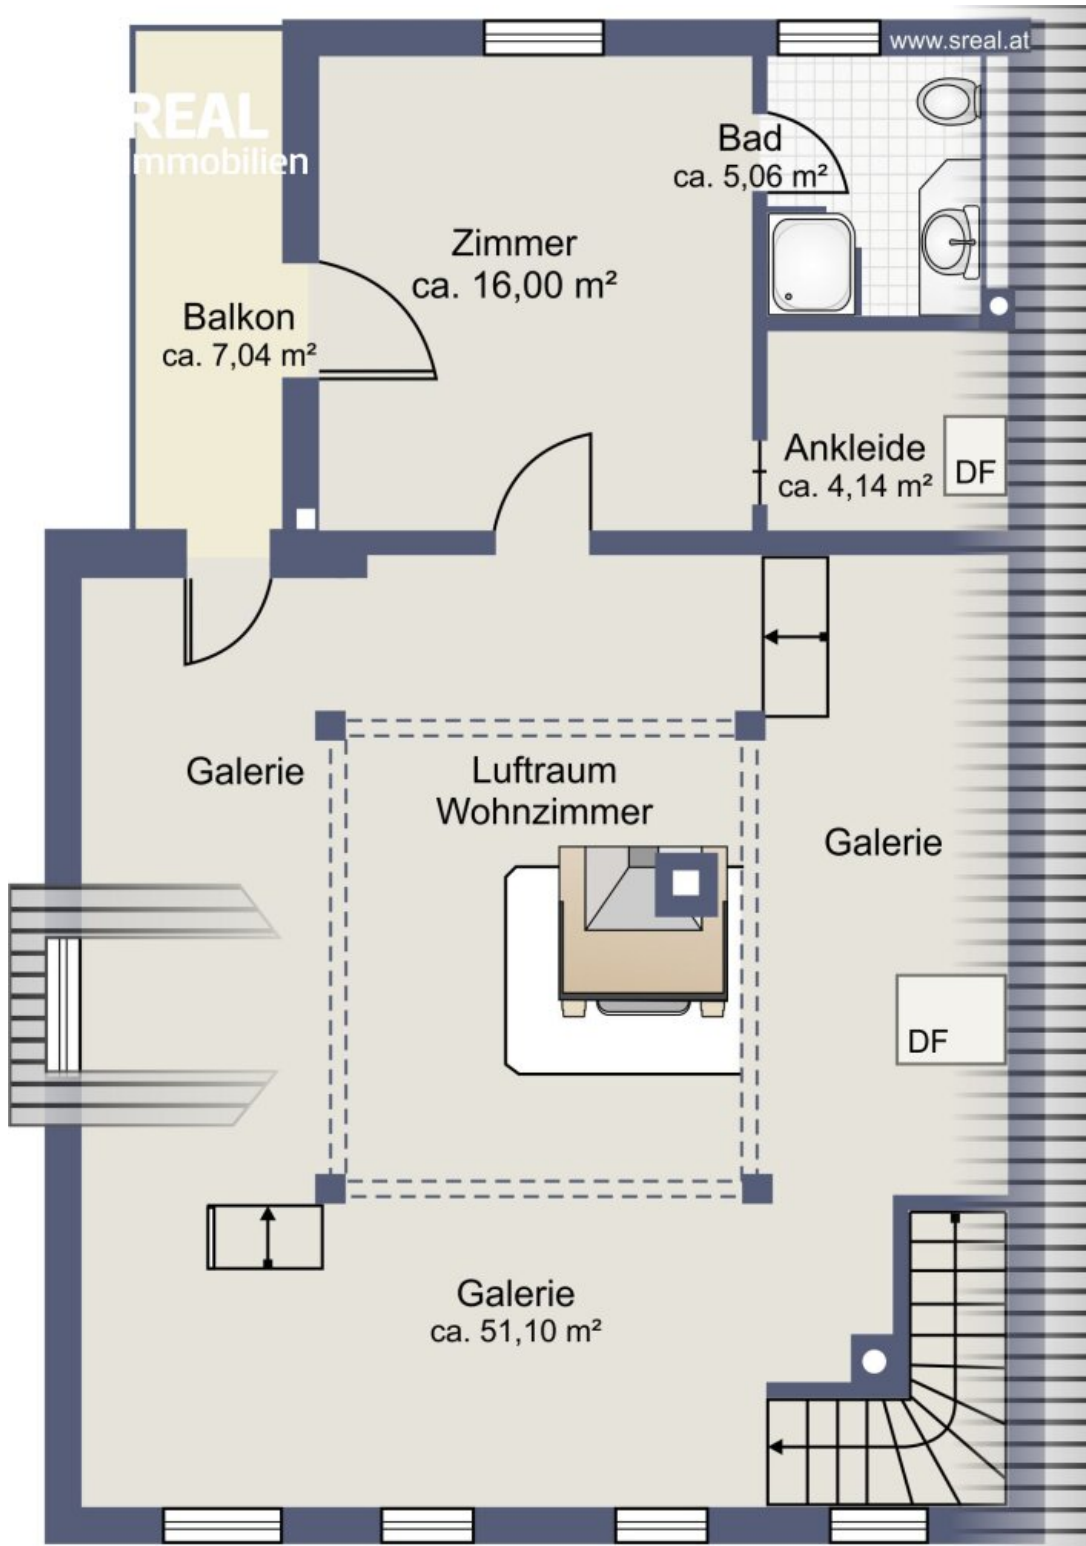 www.sreal.at
REAL
Immobilien
Bad
ca. 5,06 m²
Zimmer
ca. 16,00 m²
Balkon
ca. 7,04 m²
Ankleide
ca. 4,14 m²
DF
Galerie
Luftraum
Wohnzimmer
Galerie
DF
Galerie
ca. 51,10 m²